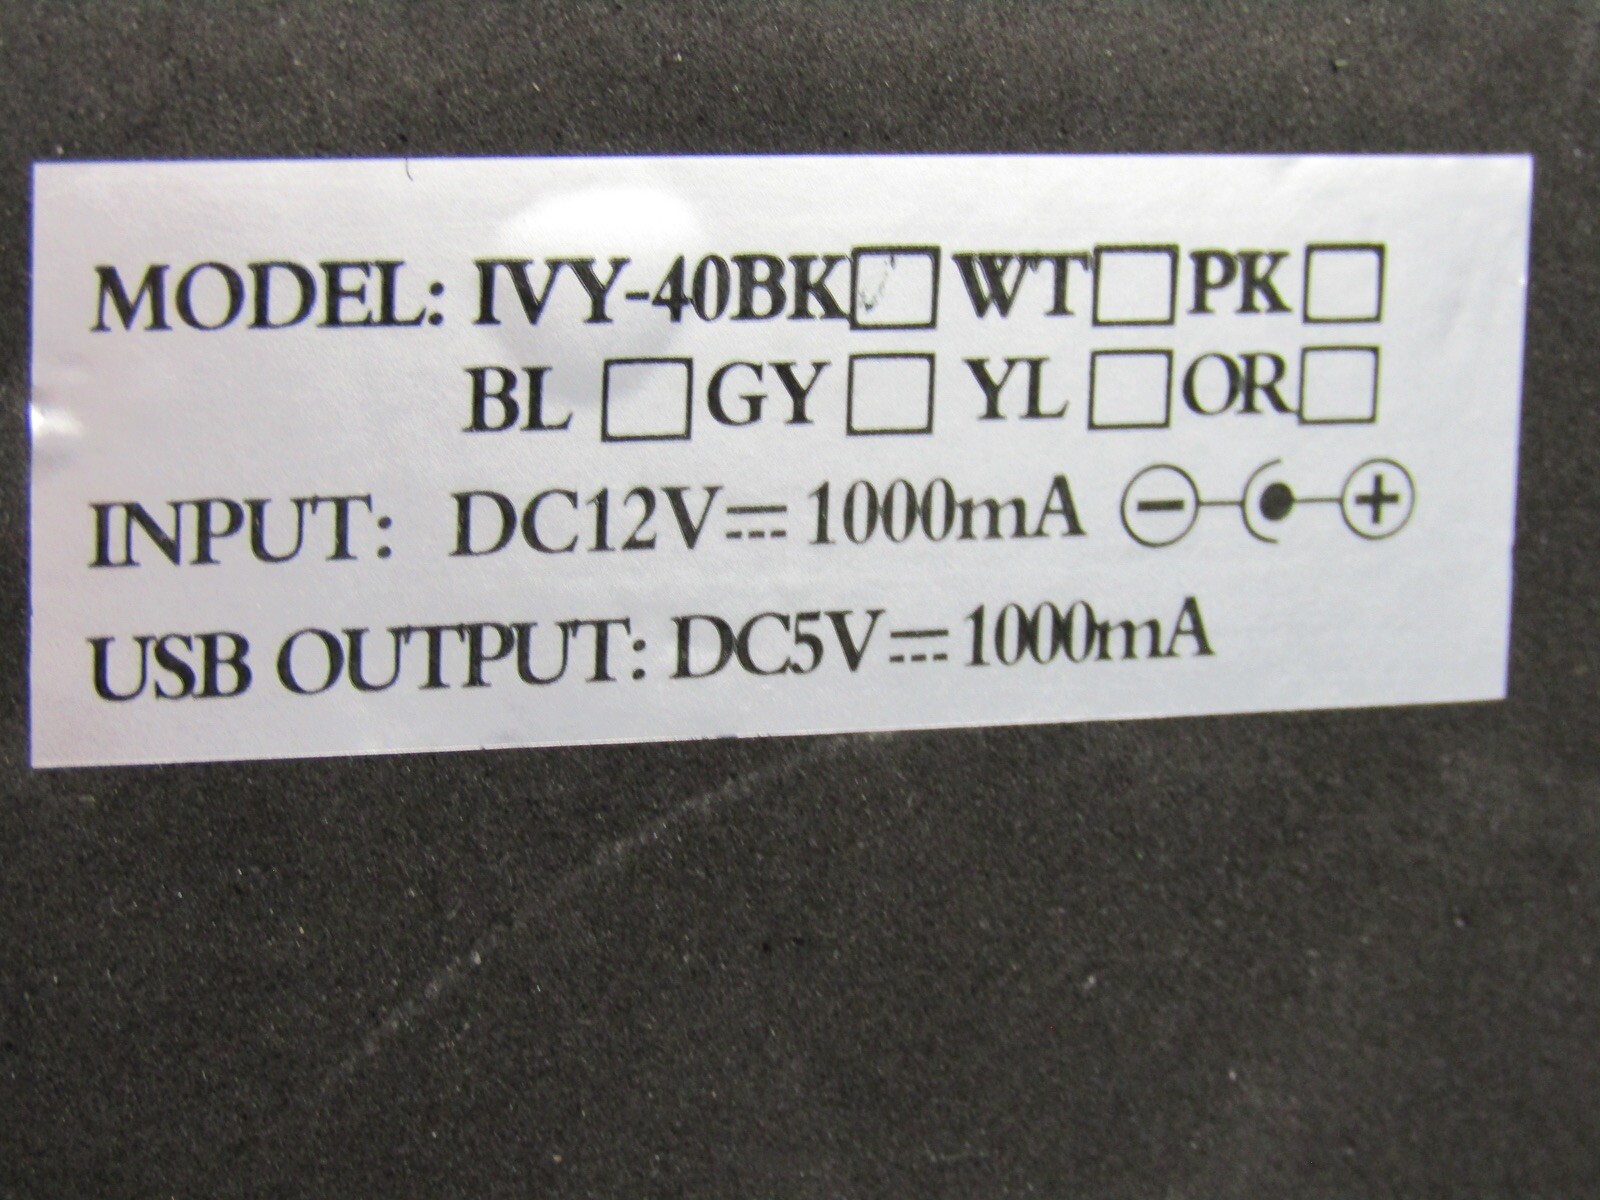 MODEL: IVY-40BK□ WT□ PK□
BL □ GY □ YL □ OR□
INPUT: DC12V⎓1000mA
USB OUTPUT: DC5V⎓1000mA